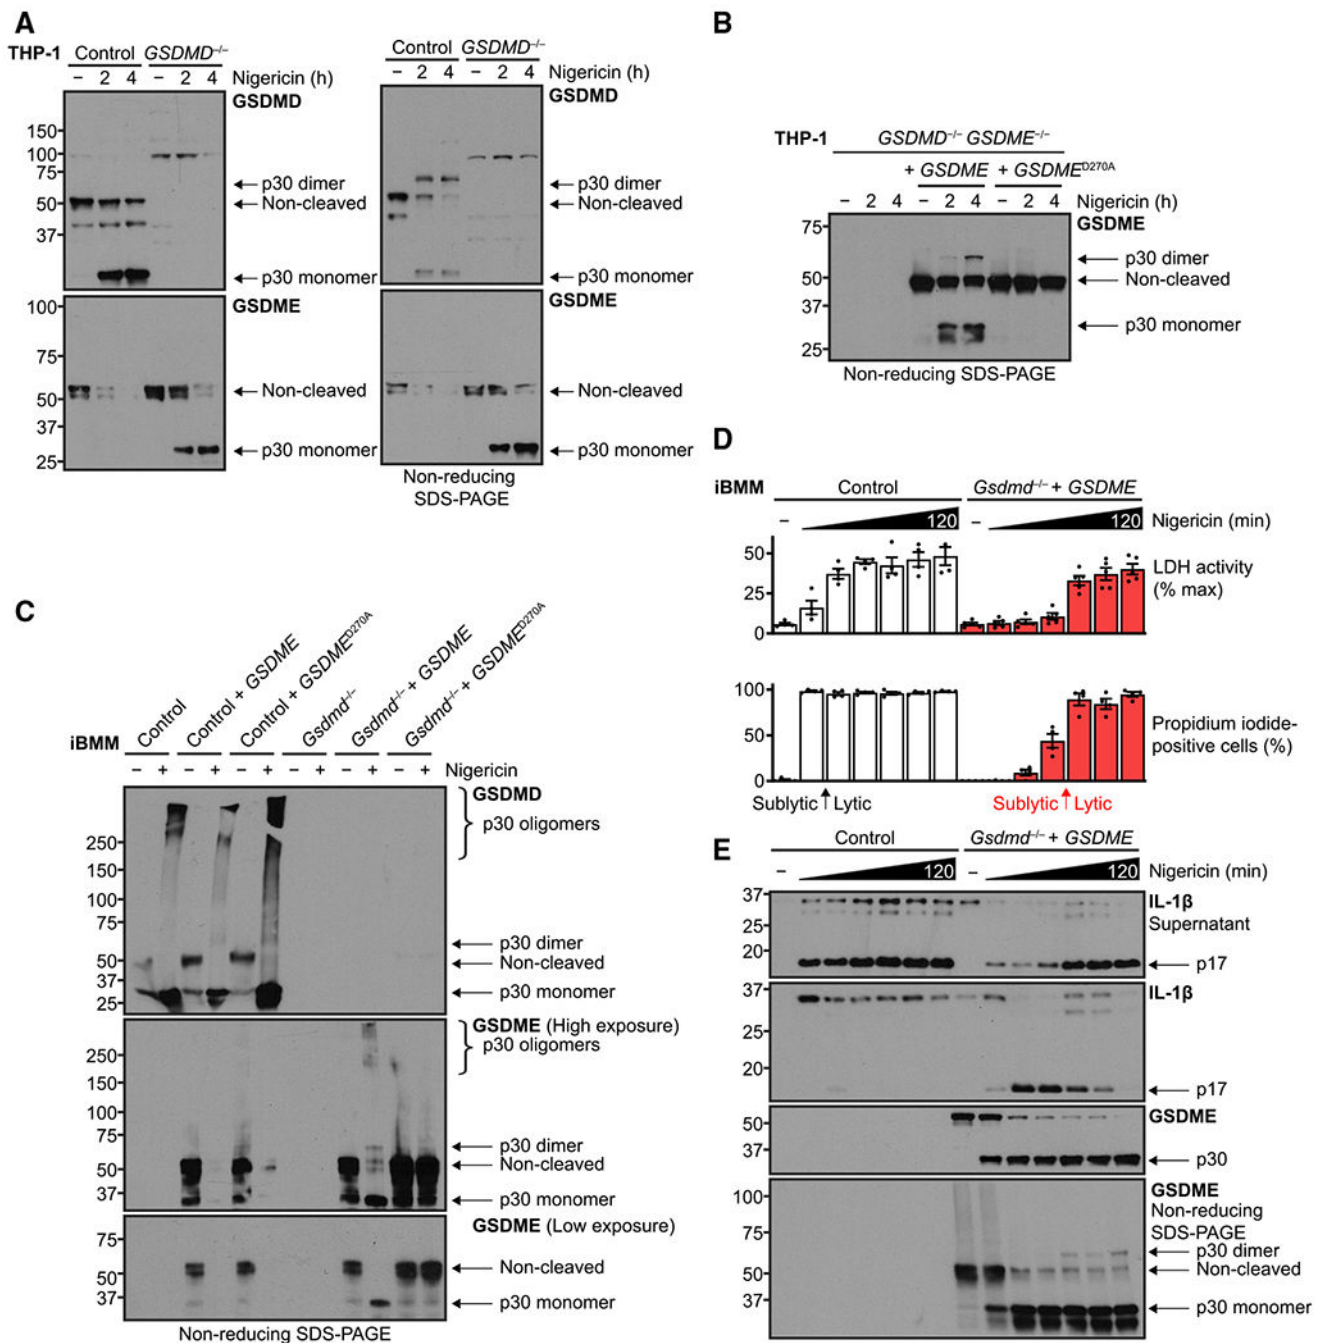 A
THP-1 Control GSDMD–/–
– 2 4 – 2 4 Nigericin (h)
GSDMD
150
100
75
50
37
p30 dimer
Non-cleaved
p30 monomer
GSDME
100
75
50
37
25
Non-cleaved
p30 monomer
Control GSDMD–/–
– 2 4 – 2 4 Nigericin (h)
GSDMD
p30 dimer
Non-cleaved
p30 monomer
GSDME
Non-cleaved
p30 monomer
Non-reducing
SDS-PAGE
B
THP-1 GSDMD–/– GSDME–/–
+ GSDME + GSDMED270A
– 2 4 – 2 4 – 2 4 Nigericin (h)
GSDME
75
50
37
25
p30 dimer
Non-cleaved
p30 monomer
Non-reducing SDS-PAGE
C
iBMM Control Control + GSDME Control + GSDMED270A Gsdmd–/– Gsdmd–/– + GSDME Gsdmd–/– + GSDMED270A
– + – + – + – + – + – + Nigericin
GSDMD
p30 oligomers
250
150
100
75
50
37
25
p30 dimer
Non-cleaved
p30 monomer
GSDME (High exposure)
p30 oligomers
250
150
100
75
50
37
p30 dimer
Non-cleaved
p30 monomer
GSDME (Low exposure)
75
50
37
Non-cleaved
p30 monomer
Non-reducing SDS-PAGE
D
iBMM Control Gsdmd–/– + GSDME
– 120 – 120 Nigericin (min)
50
25
0
LDH activity
(% max)
100
50
0
Propidium iodide-
positive cells (%)
Sublytic Lytic Sublytic Lytic
E
Control Gsdmd–/– + GSDME
– 120 – 120 Nigericin (min)
37
25
20
IL-1β
Supernatant
p17
37
25
20
IL-1β
p17
50
37
GSDME
p30
100
75
50
37
GSDME
Non-reducing
SDS-PAGE
p30 dimer
Non-cleaved
p30 monomer